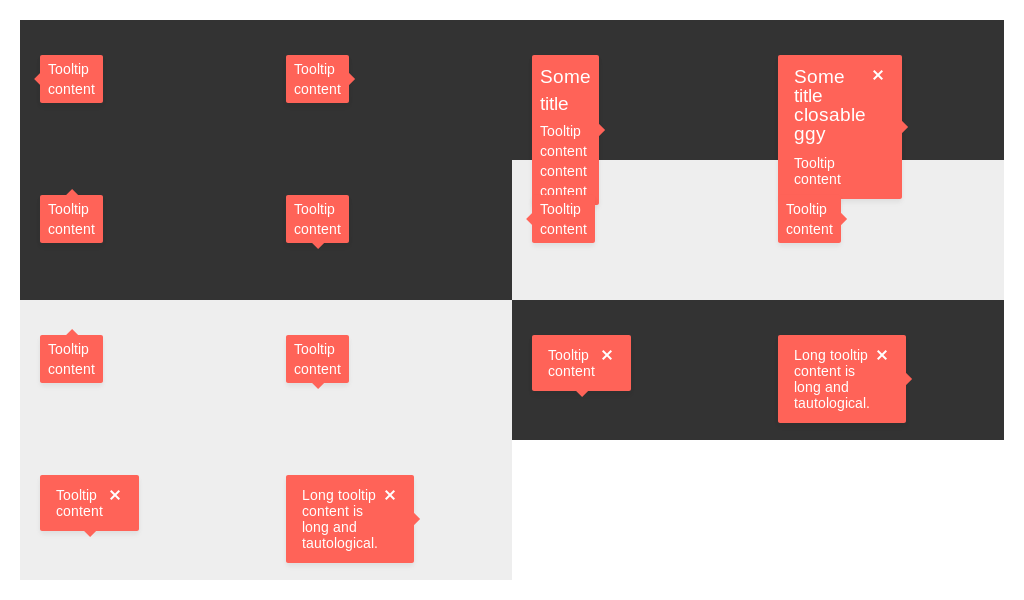 Tooltip
content
Tooltip
content
Some
title
Tooltip
content
content
content
Some
title
closable
ggy
Tooltip
content
Tooltip
content
Tooltip
content
Tooltip
content
Tooltip
content
Tooltip
content
Tooltip
content
Tooltip
content
Long tooltip
content is
long and
tautological.
Tooltip
content
Long tooltip
content is
long and
tautological.